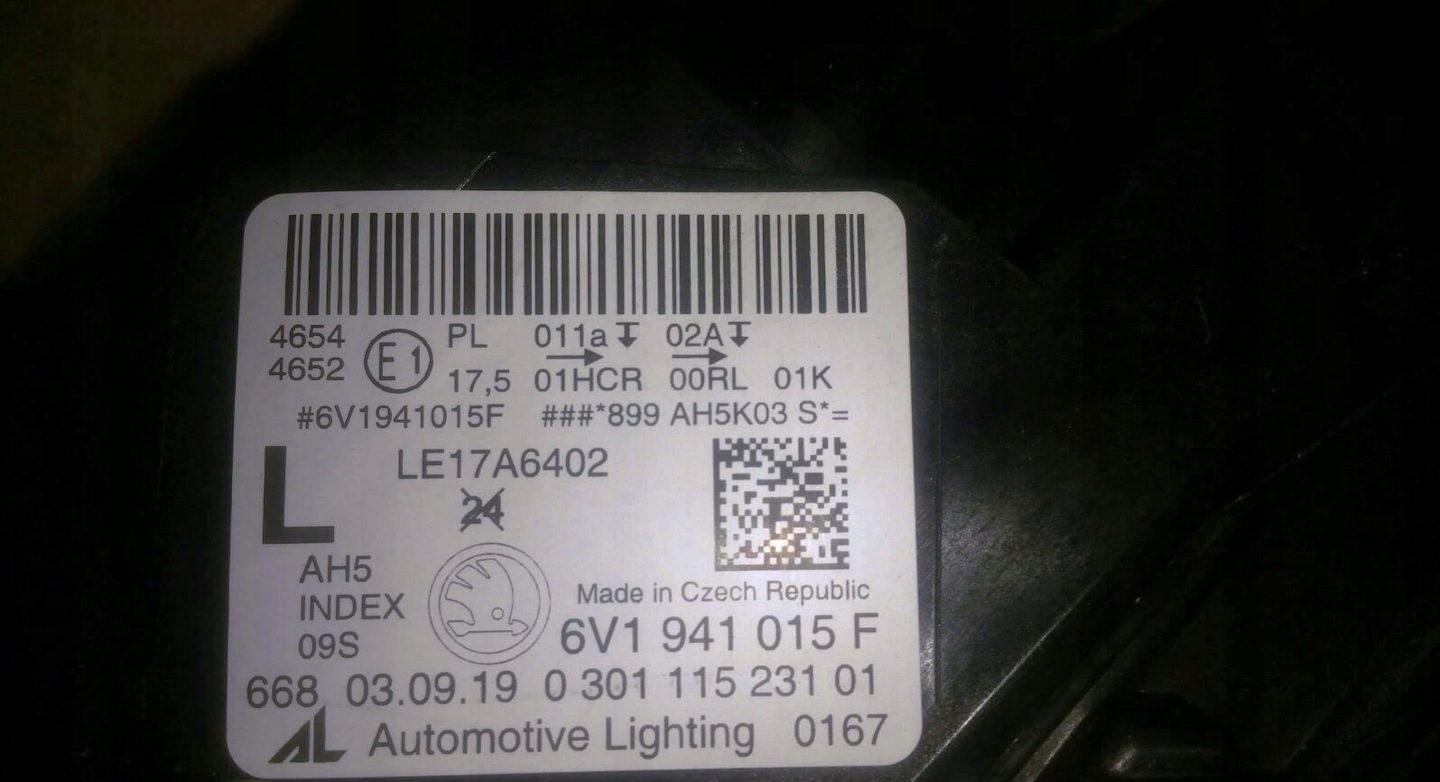 4654 E1 PL 011a 02A
4652 17,5 01HCR 00RL 01K
#6V1941015F ###*899 AH5K03 S*=
L LE17A6402
24
AH5
INDEX
09S
Made in Czech Republic
6V1 941 015 F
668 03.09.19 0 301 115 231 01
AL Automotive Lighting 0167